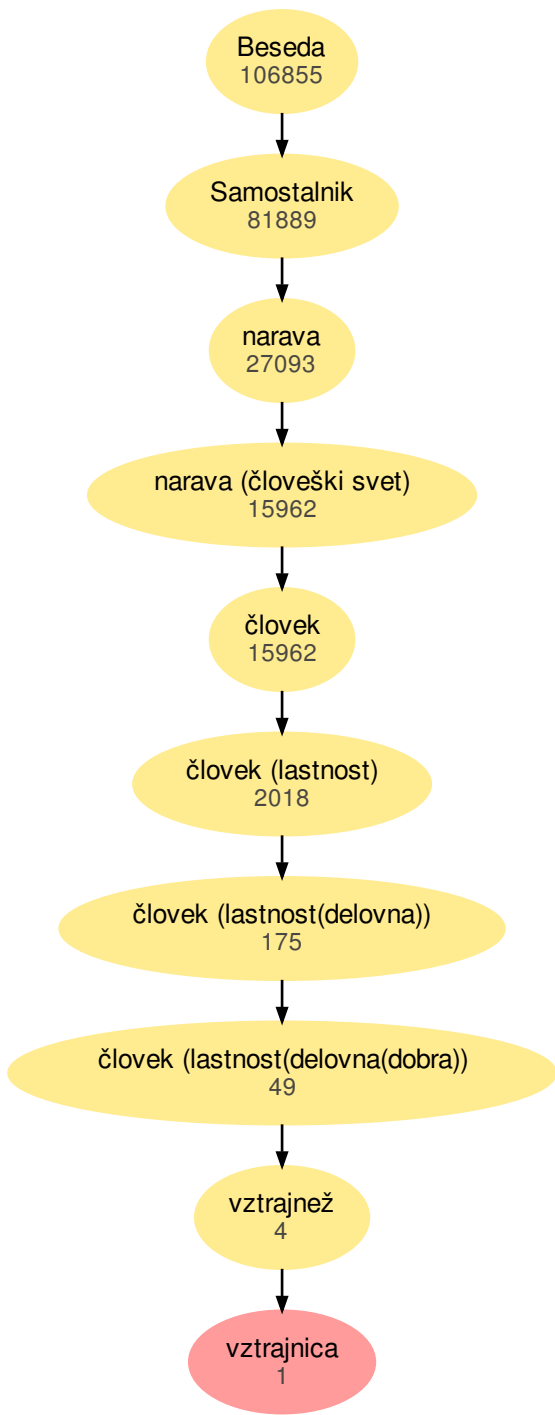 Beseda
106855
Samostalnik
81889
narava
27093
narava (človeški svet)
15962
človek
15962
človek (lastnost)
2018
človek (lastnost(delovna))
175
človek (lastnost(delovna(dobra))
49
vztrajnež
4
vztrajnica
1